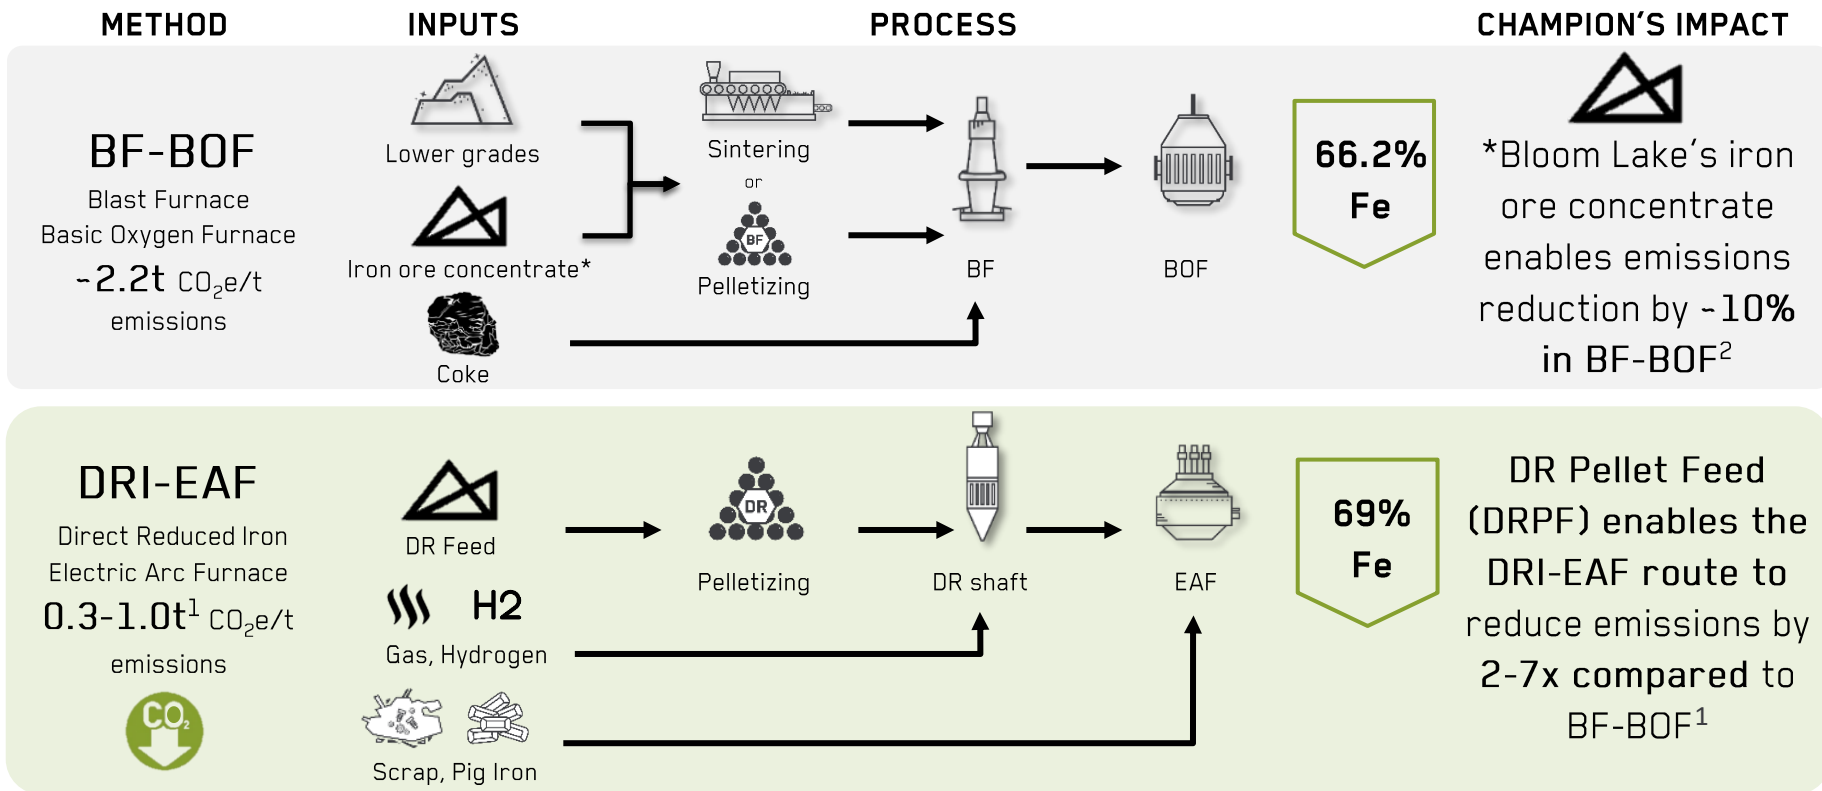 METHOD
INPUTS
PROCESS
CHAMPION'S IMPACT
BF-BOF
Blast Furnace
Basic Oxygen Furnace
~2.2t CO₂e/t
emissions
Lower grades
Iron ore concentrate*
Coke
Sintering
or
BF
Pelletizing
BF
BOF
66.2%
Fe
*Bloom Lake's iron
ore concentrate
enables emissions
reduction by ~10%
in BF-BOF²
DRI-EAF
Direct Reduced Iron
Electric Arc Furnace
0.3-1.0t¹ CO₂e/t
emissions
CO₂
DR Feed
H2
Gas, Hydrogen
Scrap, Pig Iron
DR
Pelletizing
DR shaft
EAF
69%
Fe
DR Pellet Feed
(DRPF) enables the
DRI-EAF route to
reduce emissions by
2-7x compared to
BF-BOF¹